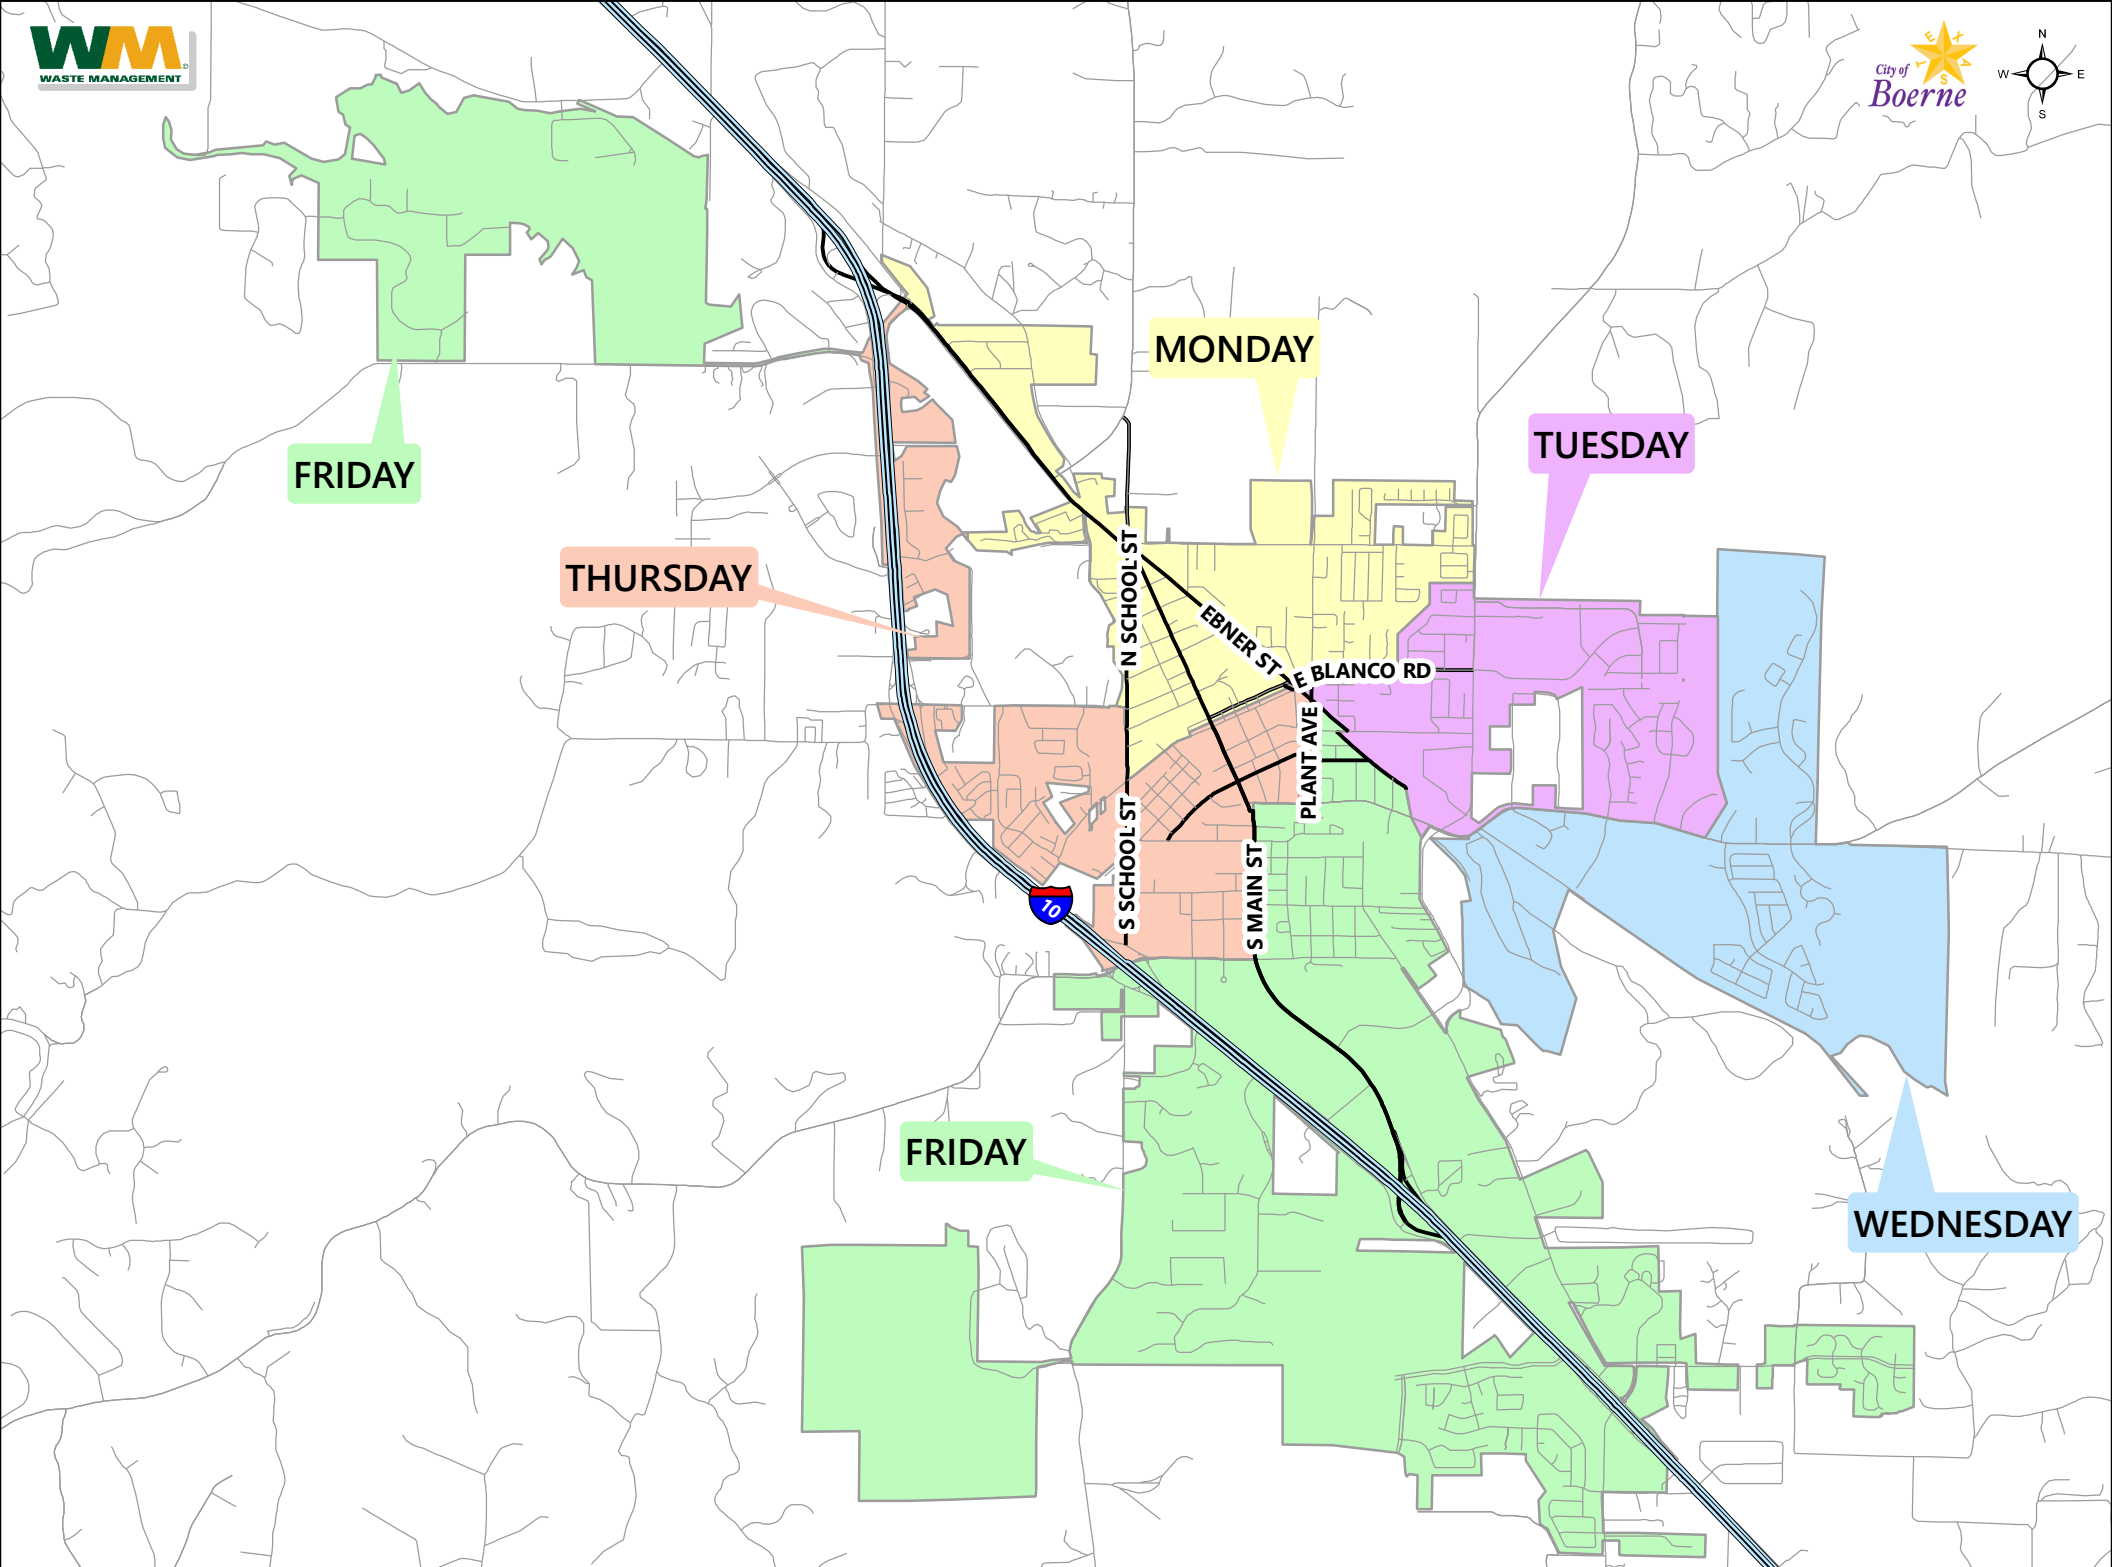 WM
WASTE MANAGEMENT
TEXAS
City of
Boerne
N
W E
S
MONDAY
TUESDAY
FRIDAY
THURSDAY
N SCHOOL ST
EBNER ST
E BLANCO RD
PLANT AVE
S SCHOOL ST
S MAIN ST
10
FRIDAY
WEDNESDAY